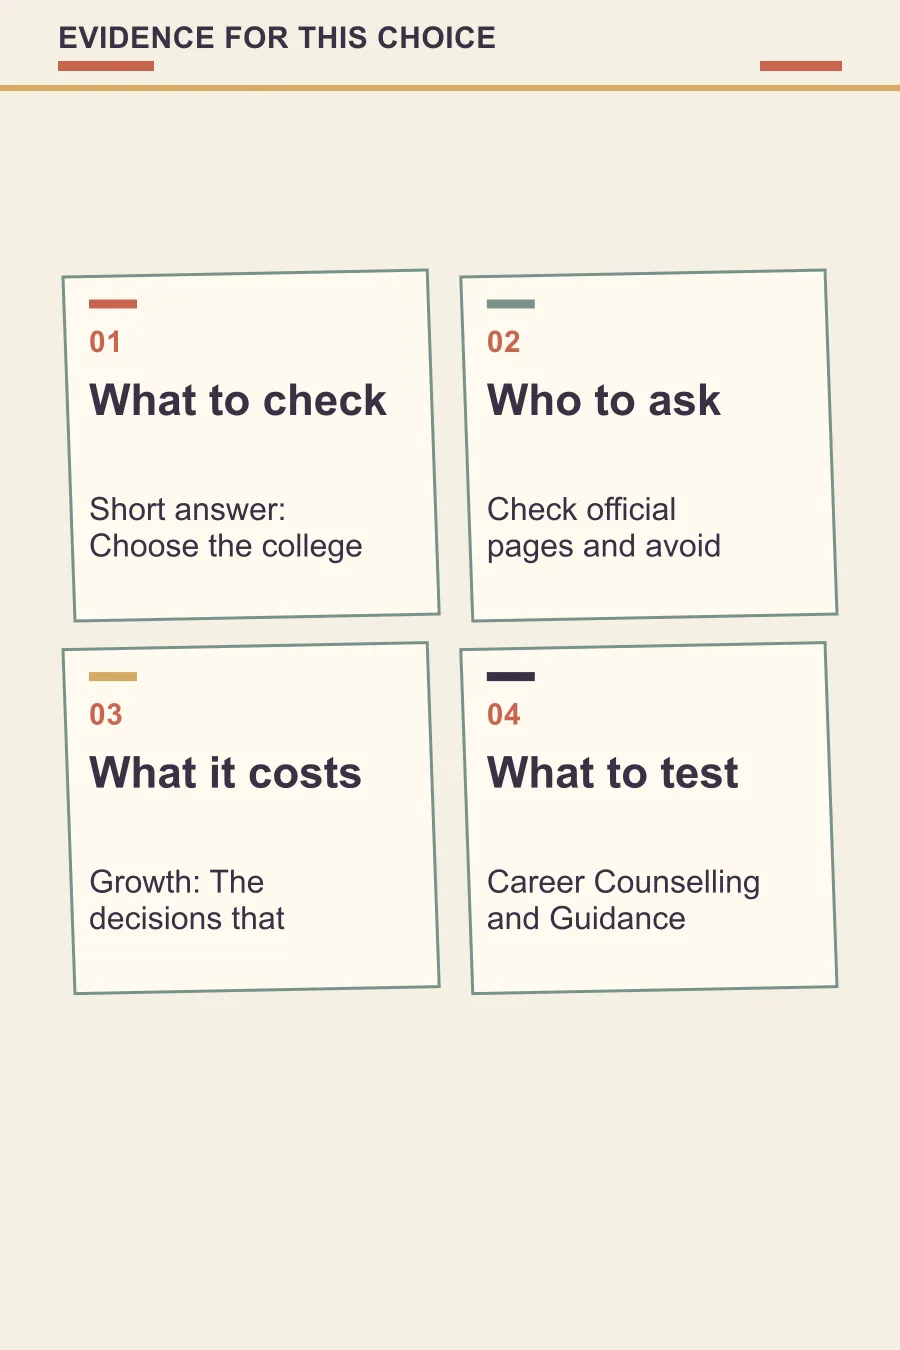 EVIDENCE FOR THIS CHOICE
01
What to check
Short answer:
Choose the college
02
Who to ask
Check official
pages and avoid
03
What it costs
Growth: The
decisions that
04
What to test
Career Counselling
and Guidance